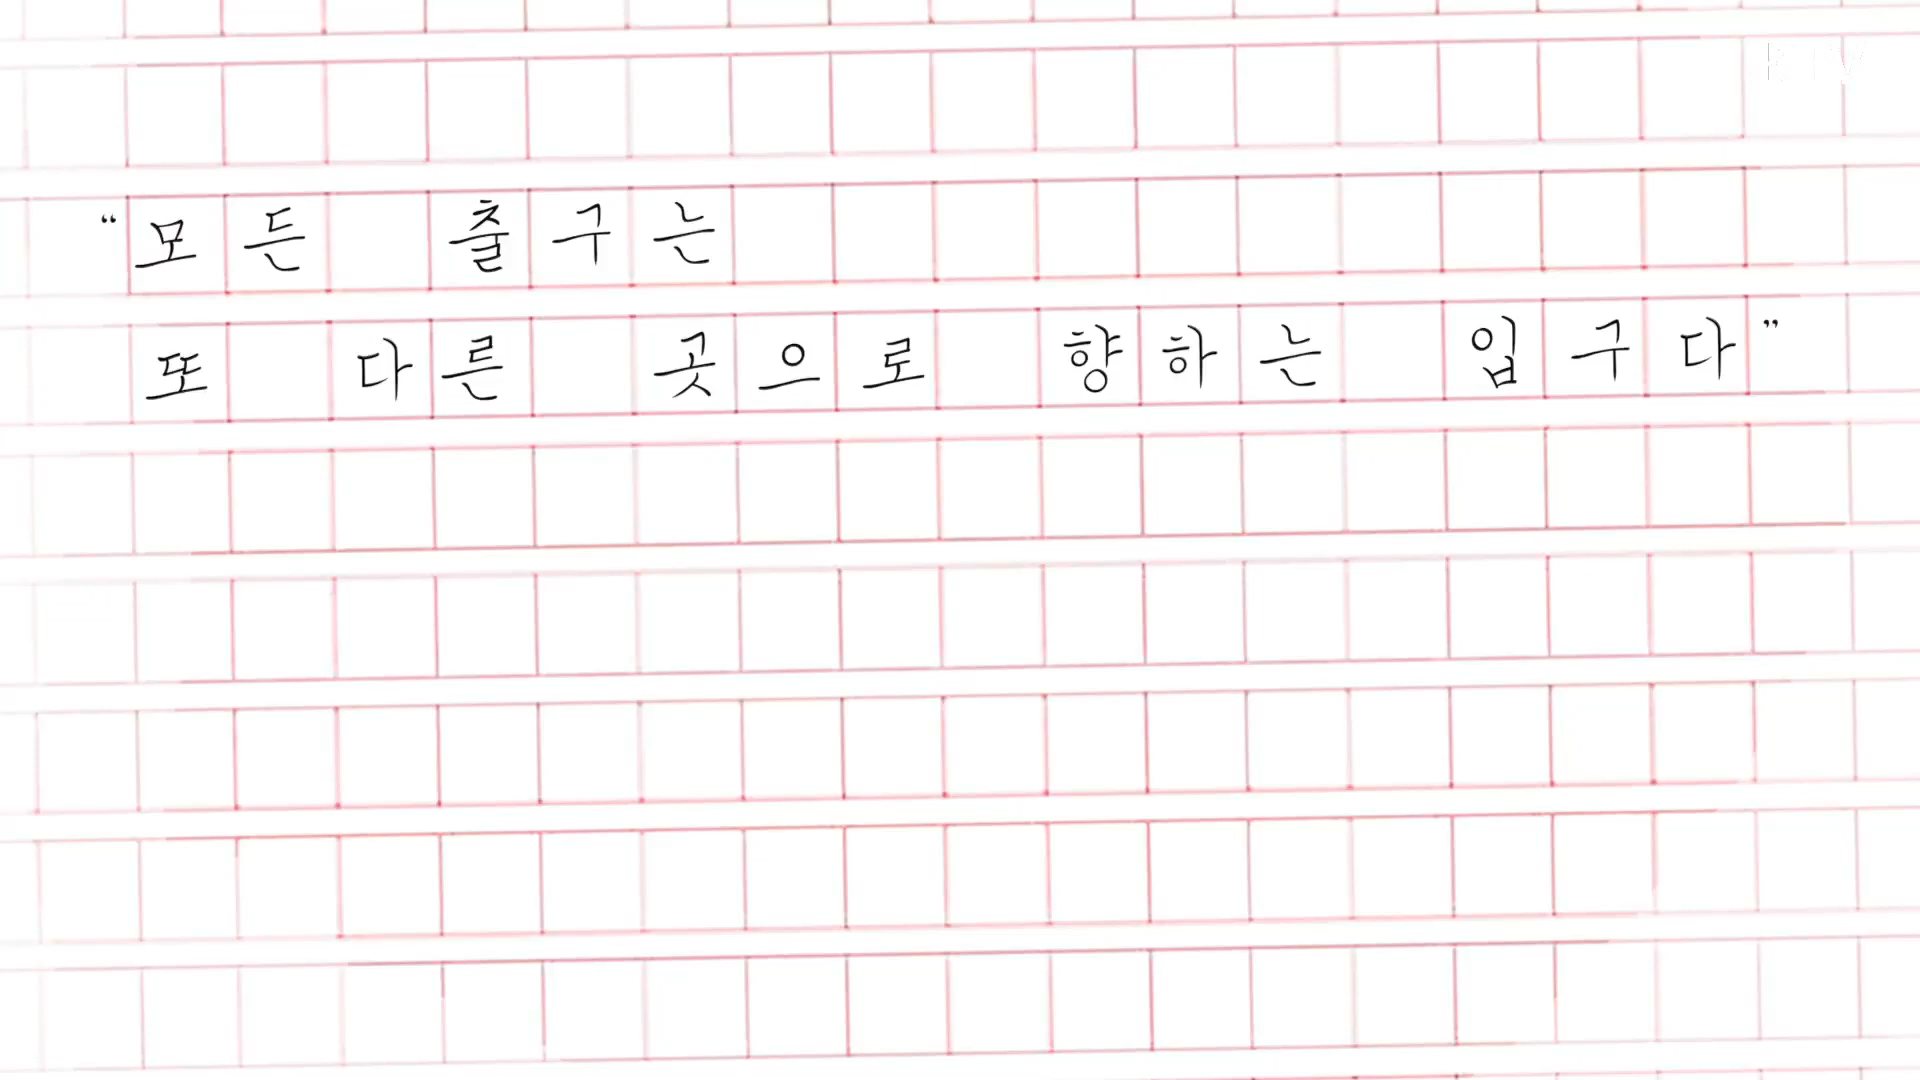 “모든 출구는
또 다른 곳으로 향하는 입구다”